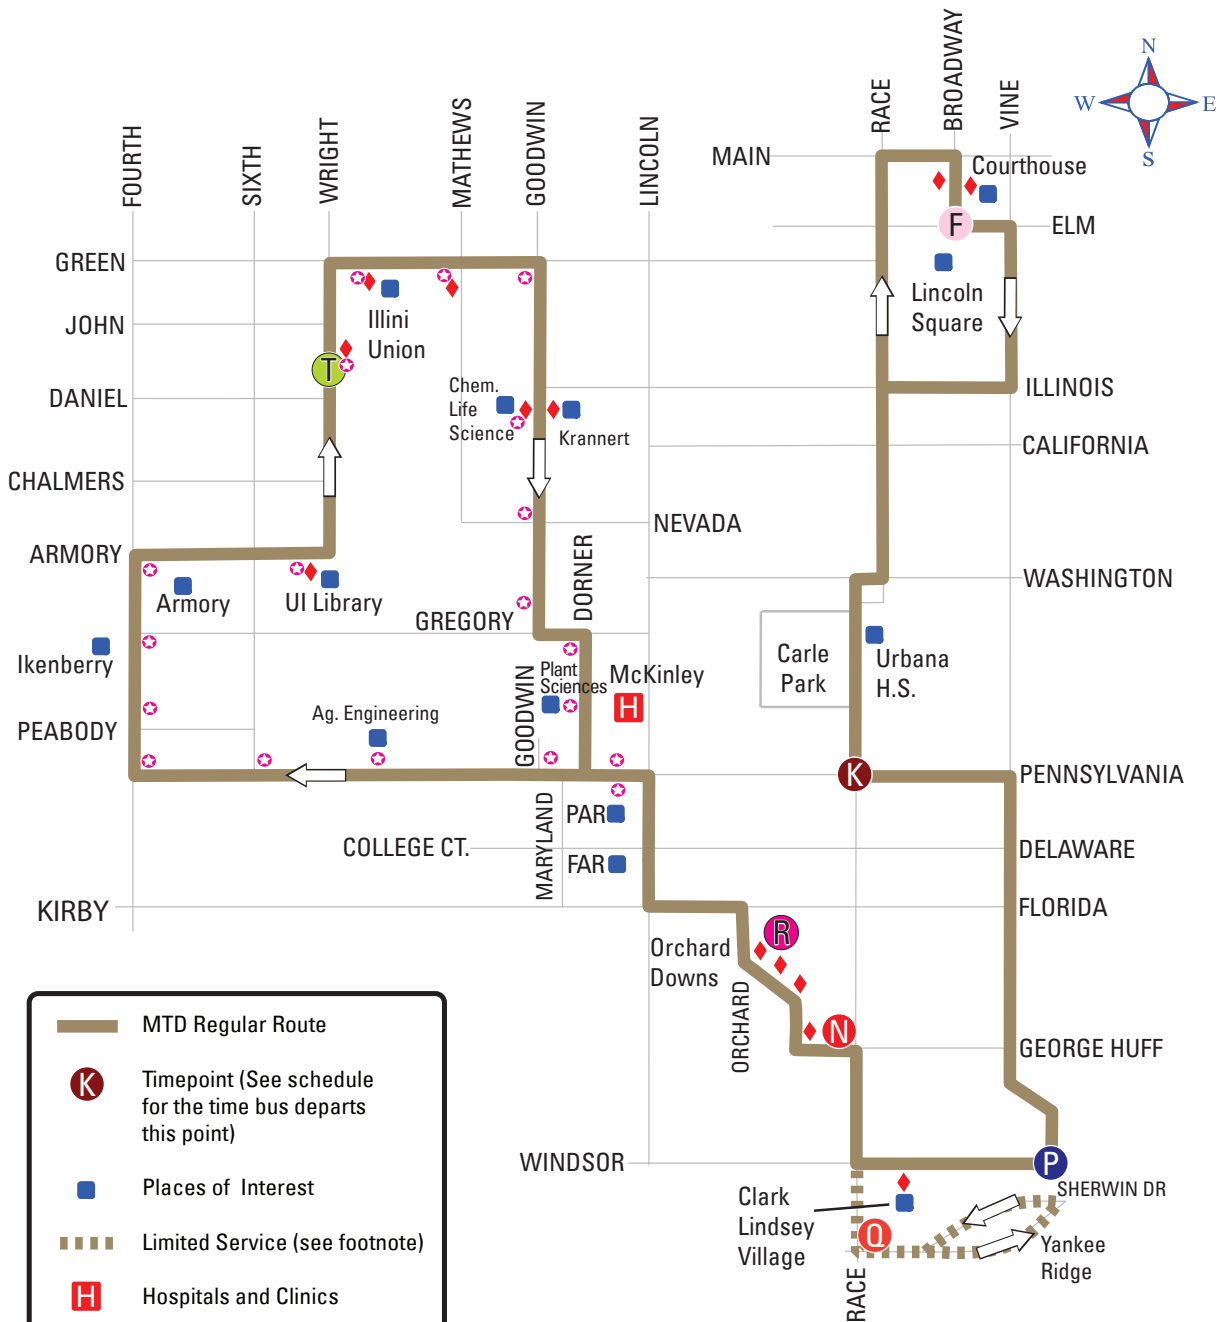 N
W
E
S
FOURTH
SIXTH
WRIGHT
MATHEWS
GOODWIN
LINCOLN
RACE
BROADWAY
VINE
MAIN
Courthouse
F
ELM
GREEN
Lincoln
Square
Illini
Union
JOHN
T
DANIEL
ILLINOIS
Chem.
Life
Science
Krannert
CALIFORNIA
CHALMERS
NEVADA
ARMORY
DORNER
WASHINGTON
Armory
UI Library
GREGORY
Ikenberry
Plant
Sciences
McKinley
H
Carle
Park
Urbana
H.S.
PEABODY
Ag. Engineering
GOODWIN
K
PENNSYLVANIA
PAR
MARYLAND
COLLEGE CT.
FAR
DELAWARE
KIRBY
FLORIDA
R
Orchard
Downs
ORCHARD
N
GEORGE HUFF
WINDSOR
P
SHERWIN DR
Clark
Lindsey
Village
Q
Yankee
Ridge
RACE
MTD Regular Route
K
Timepoint (See schedule
for the time bus departs
this point)
Places of Interest
Limited Service (see footnote)
H
Hospitals and Clinics